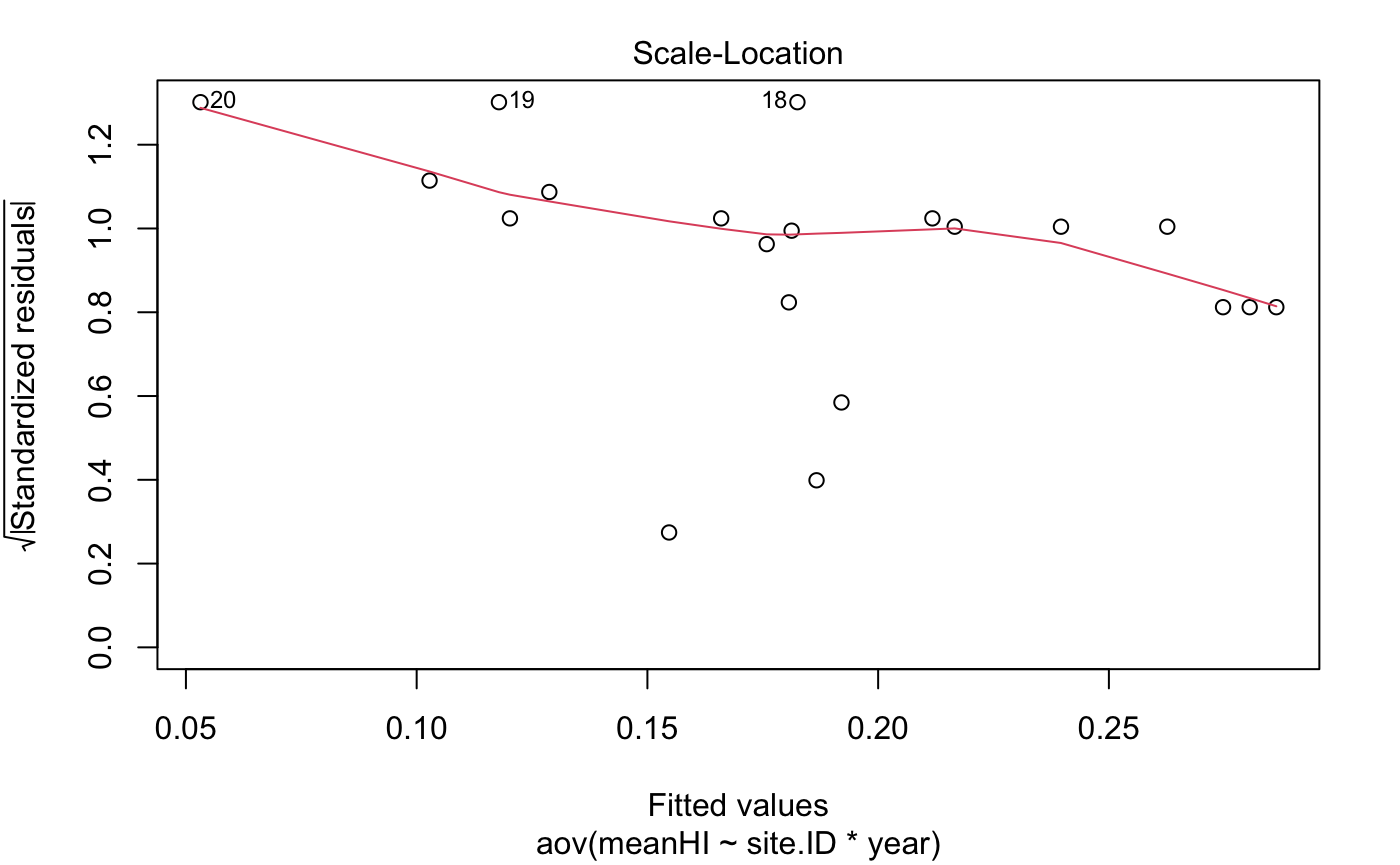 Scale-Location
√|Standardized residuals|
0.0 0.2 0.4 0.6 0.8 1.0 1.2
20 19 18
0.05 0.10 0.15 0.20 0.25
Fitted values
aov(meanHI ~ site.ID * year)